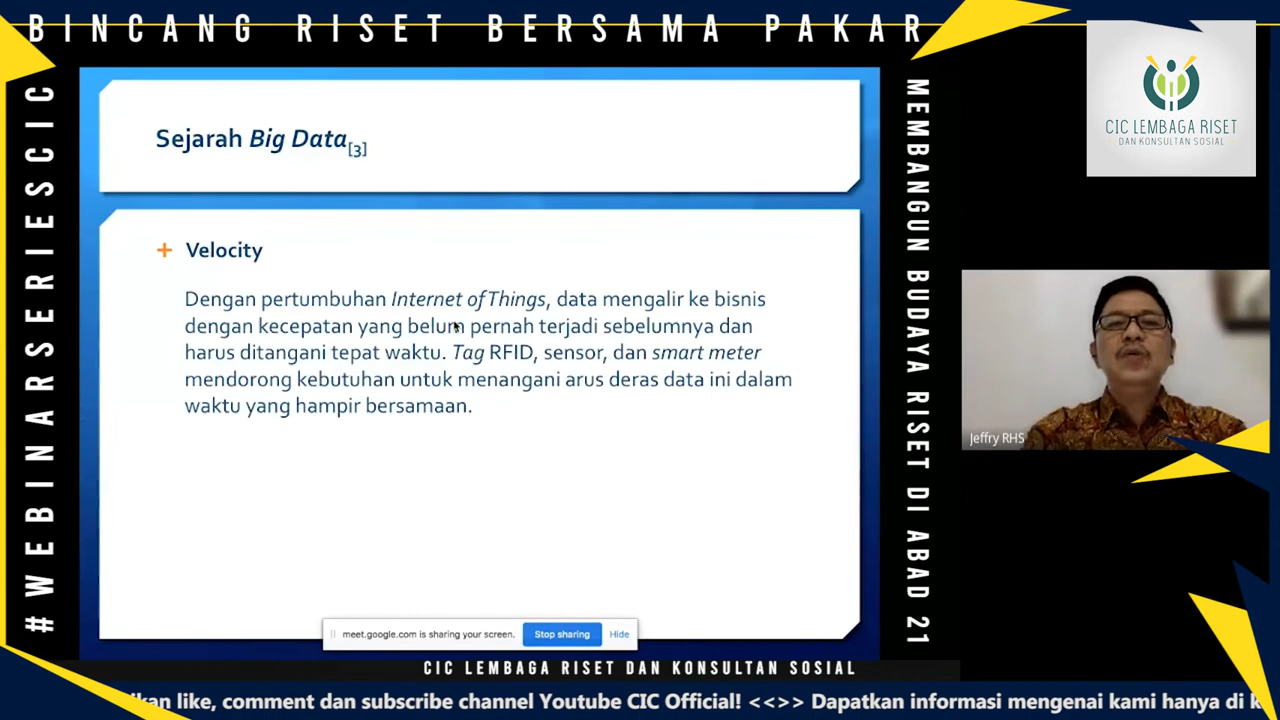 BINCANG RISET BERSAMA PAKAR
#WEBINARSERIESCIC
Sejarah Big Data[3]
+ Velocity
Dengan pertumbuhan Internet of Things, data mengalir ke bisnis
dengan kecepatan yang belum pernah terjadi sebelumnya dan
harus ditangani tepat waktu. Tag RFID, sensor, dan smart meter
mendorong kebutuhan untuk menangani arus deras data ini dalam
waktu yang hampir bersamaan.
meet.google.com is sharing your screen.
Stop sharing
Hide
MEMBANGUN BUDAYA RISET DI ABAD 21
CIC LEMBAGA RISET
DAN KONSULTAN SOSIAL
Jeffry RHS
CIC LEMBAGA RISET DAN KONSULTAN SOSIAL
like, comment dan subscribe channel Youtube CIC Official! <<>> Dapatkan informasi mengenai kami hanya di